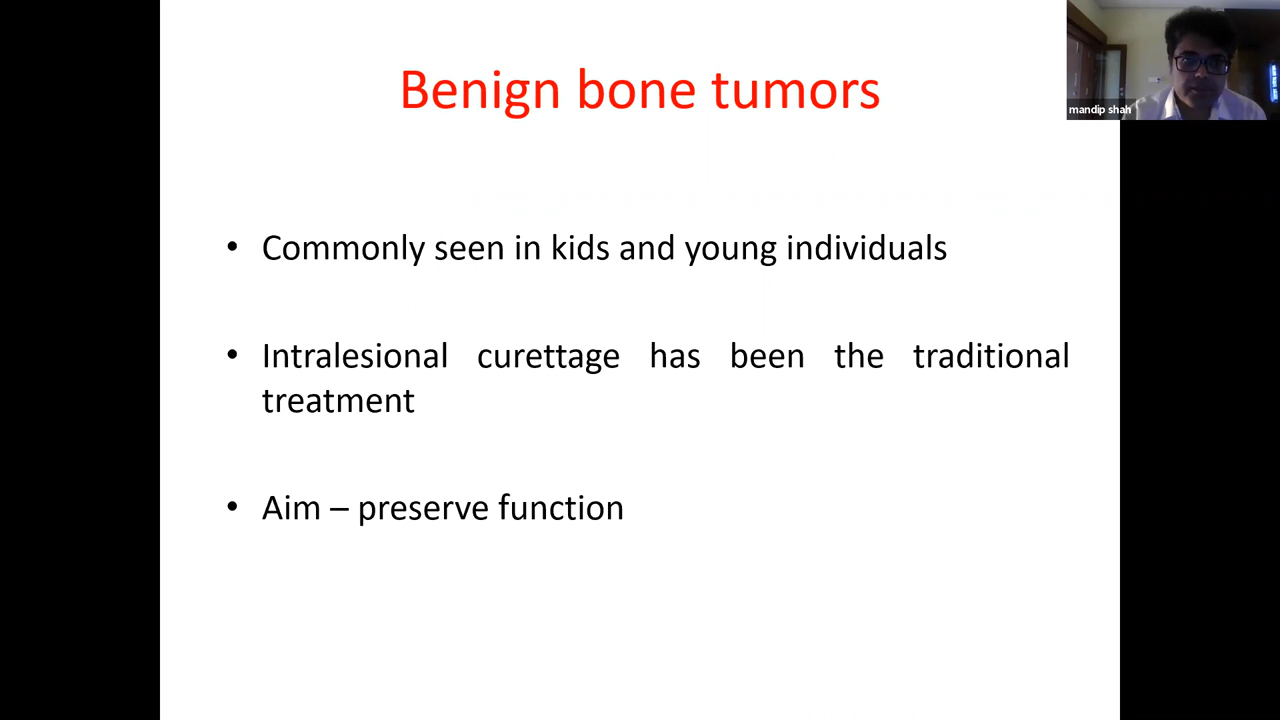 Benign bone tumors
mandip shah
• Commonly seen in kids and young individuals
• Intralesional curettage has been the traditional
treatment
• Aim – preserve function